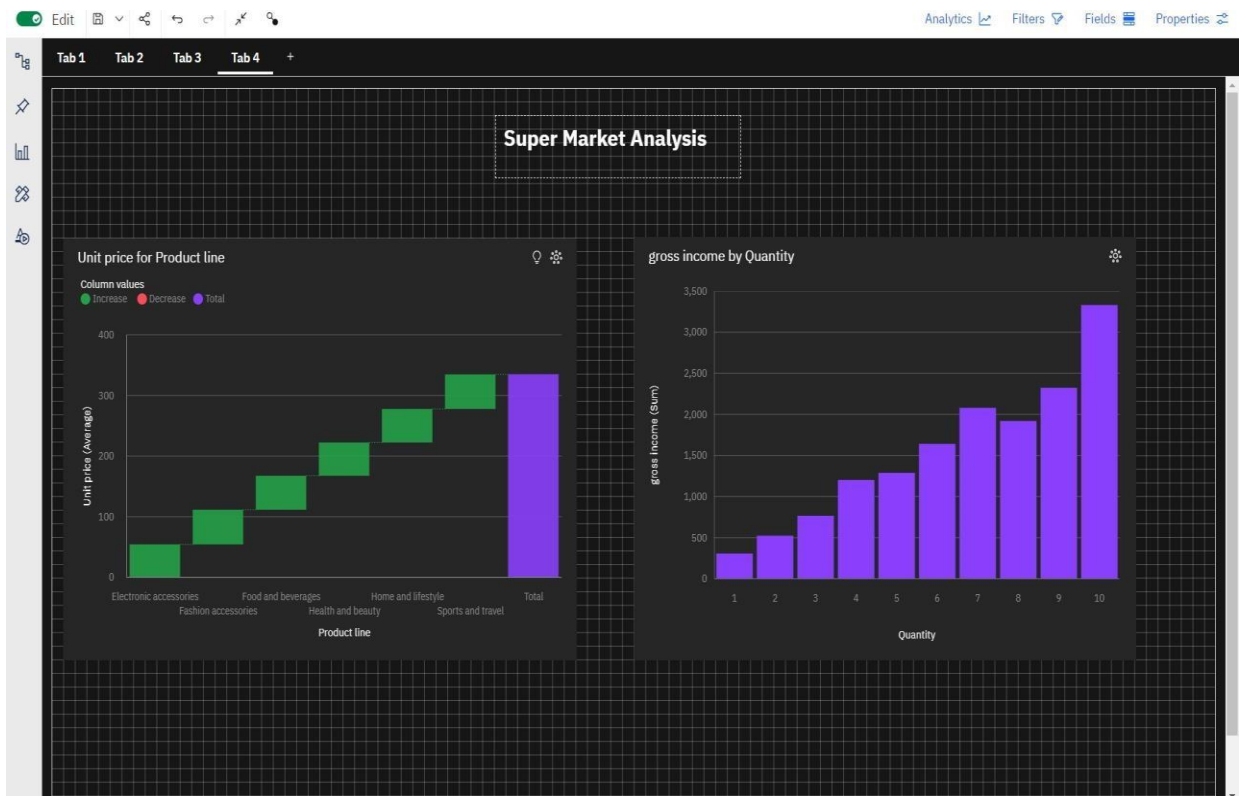 Edit
Analytics Filters Fields Properties
Tab 1 Tab 2 Tab 3 Tab 4 +
Super Market Analysis
Unit price for Product line
Column values
Increase Decrease Total
400
300
200
100
0
Unit price (Average)
Electronic accessories Food and beverages Home and lifestyle Total
Fashion accessories Health and beauty Sports and travel
Product line
gross income by Quantity
3,500
3,000
2,500
2,000
1,500
1,000
500
0
gross income (Sum)
1 2 3 4 5 6 7 8 9 10
Quantity